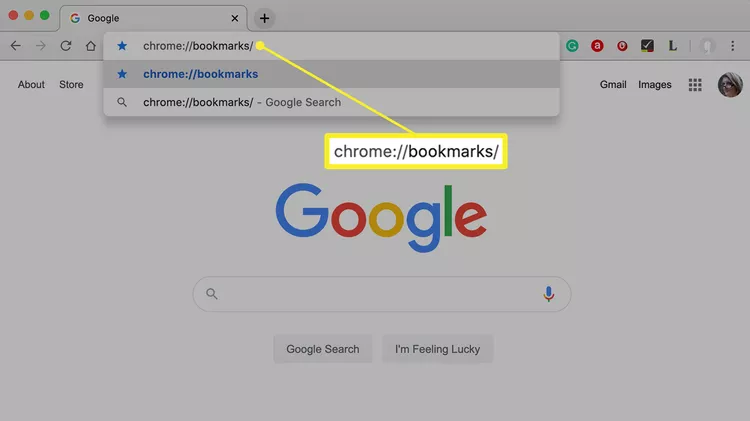 Google
chrome://bookmarks/
chrome://bookmarks
chrome://bookmarks/ - Google Search
About Store
Gmail Images
chrome://bookmarks/
Google
Google Search
I'm Feeling Lucky